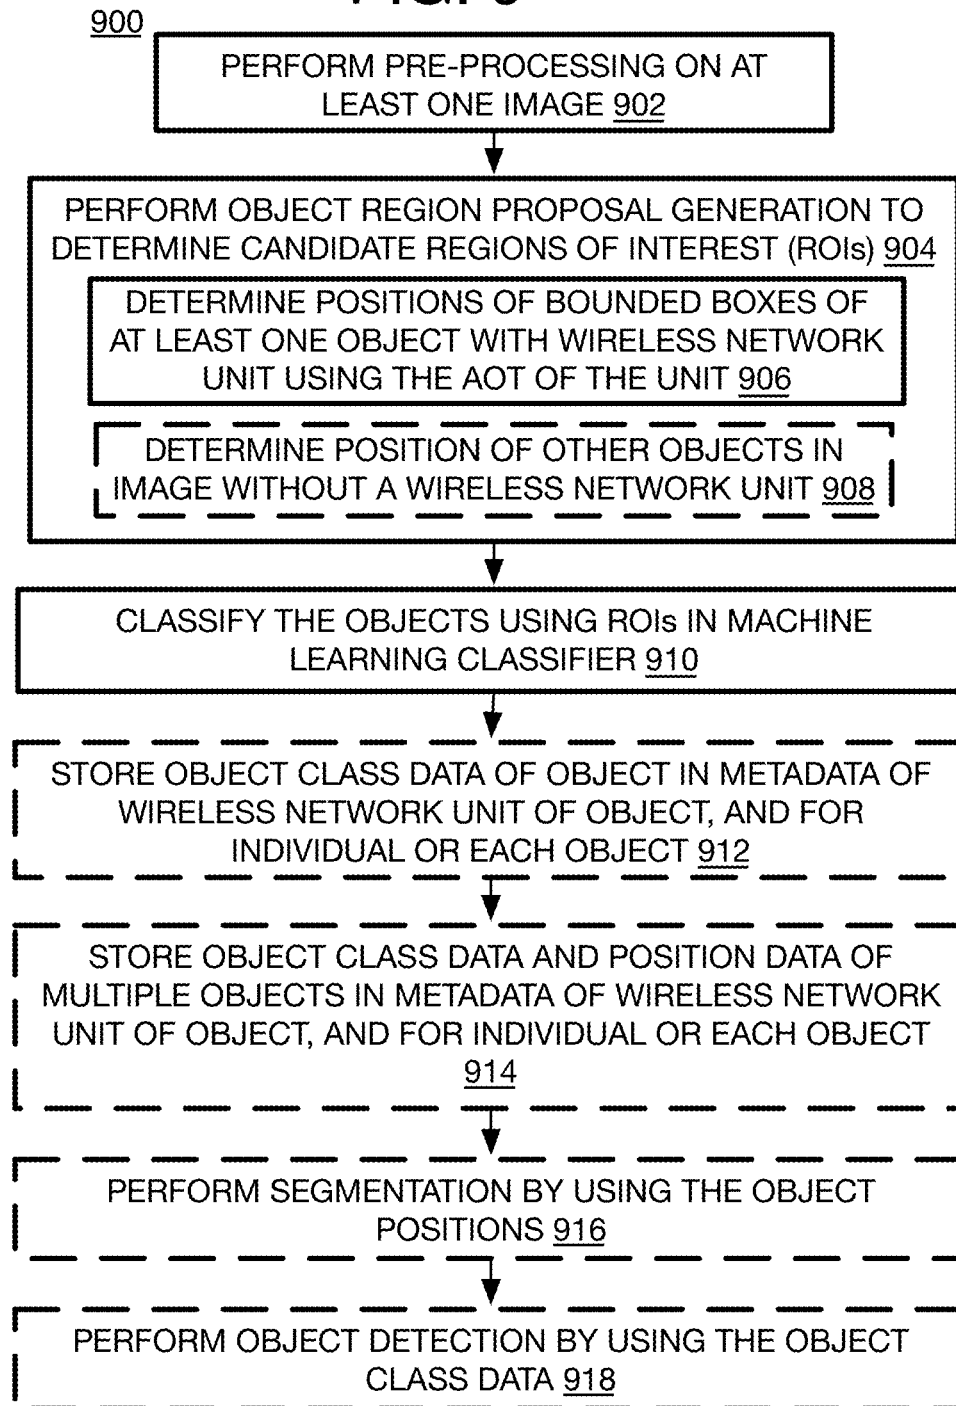 900
PERFORM PRE-PROCESSING ON AT
LEAST ONE IMAGE 902
PERFORM OBJECT REGION PROPOSAL GENERATION TO
DETERMINE CANDIDATE REGIONS OF INTEREST (ROIs) 904
DETERMINE POSITIONS OF BOUNDED BOXES OF
AT LEAST ONE OBJECT WITH WIRELESS NETWORK
UNIT USING THE AOT OF THE UNIT 906
DETERMINE POSITION OF OTHER OBJECTS IN
IMAGE WITHOUT A WIRELESS NETWORK UNIT 908
CLASSIFY THE OBJECTS USING ROIs IN MACHINE
LEARNING CLASSIFIER 910
STORE OBJECT CLASS DATA OF OBJECT IN METADATA OF
WIRELESS NETWORK UNIT OF OBJECT, AND FOR
INDIVIDUAL OR EACH OBJECT 912
STORE OBJECT CLASS DATA AND POSITION DATA OF
MULTIPLE OBJECTS IN METADATA OF WIRELESS NETWORK
UNIT OF OBJECT, AND FOR INDIVIDUAL OR EACH OBJECT
914
PERFORM SEGMENTATION BY USING THE OBJECT
POSITIONS 916
PERFORM OBJECT DETECTION BY USING THE OBJECT
CLASS DATA 918